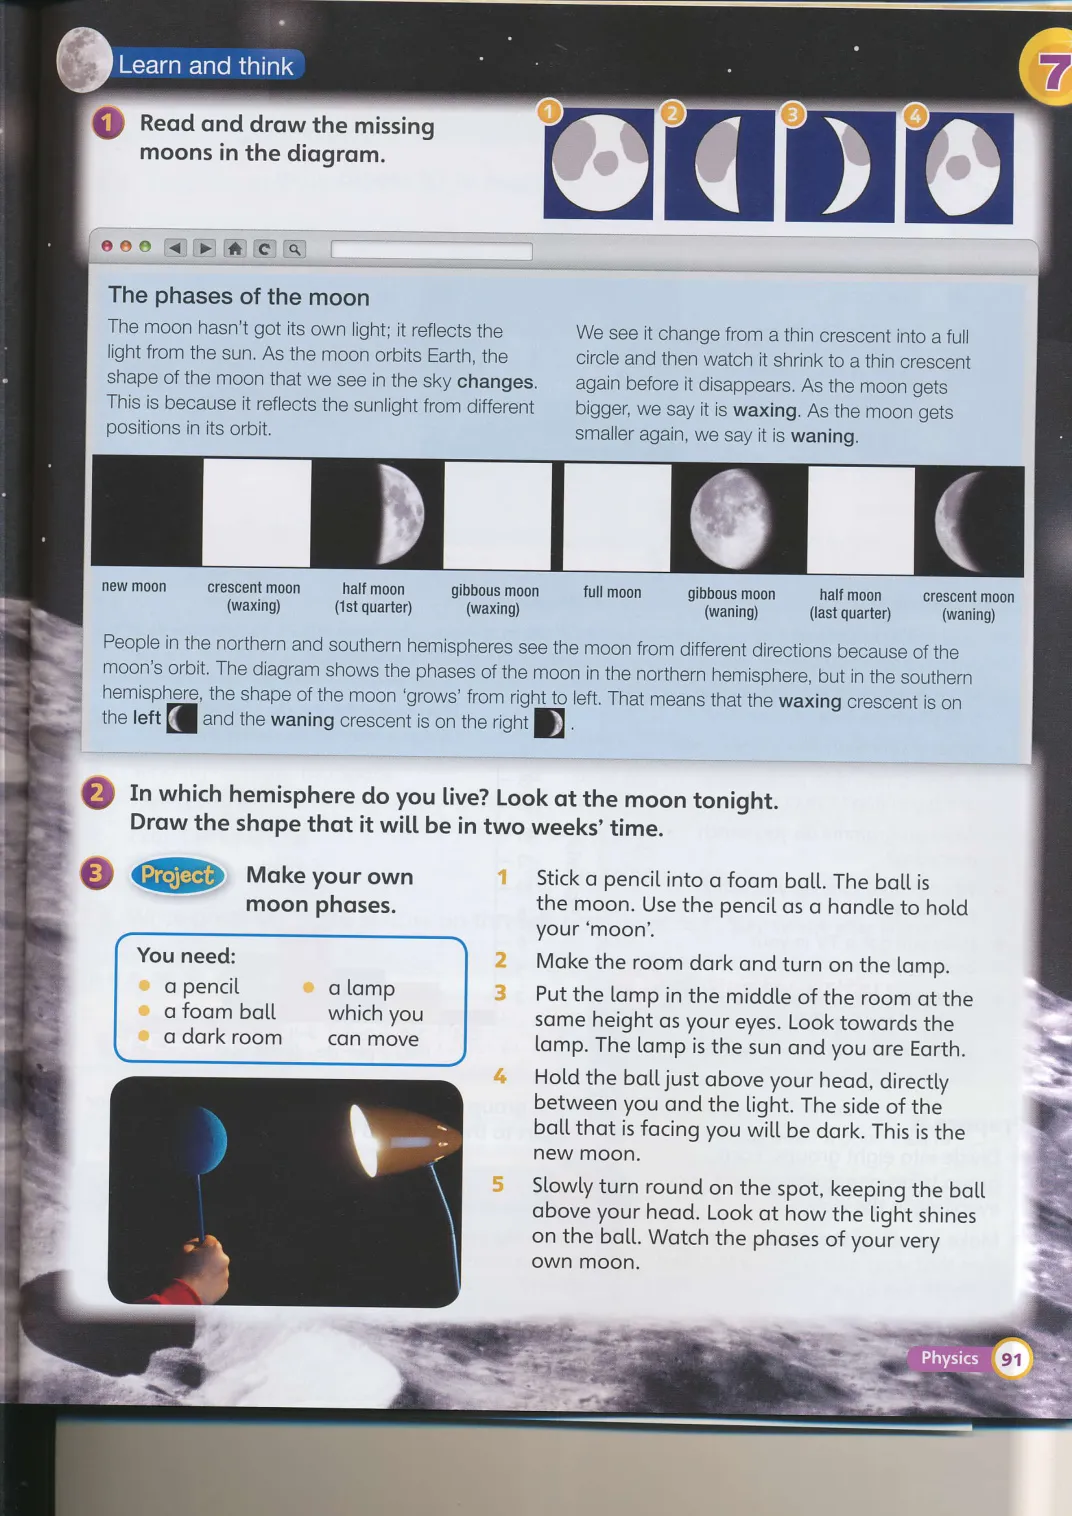 Learn and think
7
1 Read and draw the missing
moons in the diagram.
1
2
3
4
The phases of the moon
The moon hasn't got its own light; it reflects the
light from the sun. As the moon orbits Earth, the
shape of the moon that we see in the sky changes.
This is because it reflects the sunlight from different
positions in its orbit.
We see it change from a thin crescent into a full
circle and then watch it shrink to a thin crescent
again before it disappears. As the moon gets
bigger, we say it is waxing. As the moon gets
smaller again, we say it is waning.
new moon
crescent moon
(waxing)
half moon
(1st quarter)
gibbous moon
(waxing)
full moon
gibbous moon
(waning)
half moon
(last quarter)
crescent moon
(waning)
People in the northern and southern hemispheres see the moon from different directions because of the
moon's orbit. The diagram shows the phases of the moon in the northern hemisphere, but in the southern
hemisphere, the shape of the moon 'grows' from right to left. That means that the waxing crescent is on
the left and the waning crescent is on the right .
2 In which hemisphere do you live? Look at the moon tonight.
Draw the shape that it will be in two weeks' time.
3 Project Make your own
moon phases.
You need:
a pencil
a foam ball
a dark room
a lamp
which you
can move
1 Stick a pencil into a foam ball. The ball is
the moon. Use the pencil as a handle to hold
your 'moon'.
2 Make the room dark and turn on the lamp.
3 Put the lamp in the middle of the room at the
same height as your eyes. Look towards the
lamp. The lamp is the sun and you are Earth.
4 Hold the ball just above your head, directly
between you and the light. The side of the
ball that is facing you will be dark. This is the
new moon.
5 Slowly turn round on the spot, keeping the ball
above your head. Look at how the light shines
on the ball. Watch the phases of your very
own moon.
Physics 91